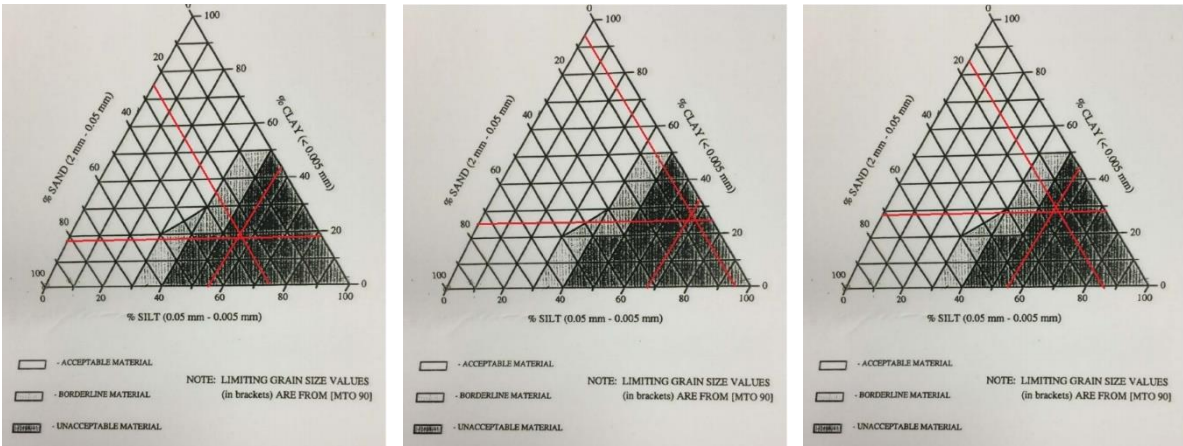 0
100
20
80
40
60
% SAND (2 mm - 0.05 mm)
% CLAY (< 0.005 mm)
60
40
80
20
100
0
0 20 40 60 80 100
% SILT (0.05 mm - 0.005 mm)
- ACCEPTABLE MATERIAL
- BORDERLINE MATERIAL
- UNACCEPTABLE MATERIAL
NOTE: LIMITING GRAIN SIZE VALUES
(in brackets) ARE FROM [MTO 90]
0
100
20
80
40
60
% SAND (2 mm - 0.05 mm)
% CLAY (< 0.005 mm)
60
40
80
20
100
0
0 20 40 60 80 100
% SILT (0.05 mm - 0.005 mm)
- ACCEPTABLE MATERIAL
- BORDERLINE MATERIAL
- UNACCEPTABLE MATERIAL
NOTE: LIMITING GRAIN SIZE VALUES
(in brackets) ARE FROM [MTO 90]
0
100
20
80
40
60
% SAND (2 mm - 0.05 mm)
% CLAY (< 0.005 mm)
60
40
80
20
100
0
0 20 40 60 80 100
% SILT (0.05 mm - 0.005 mm)
- ACCEPTABLE MATERIAL
- BORDERLINE MATERIAL
- UNACCEPTABLE MATERIAL
NOTE: LIMITING GRAIN SIZE VALUES
(in brackets) ARE FROM [MTO 90]